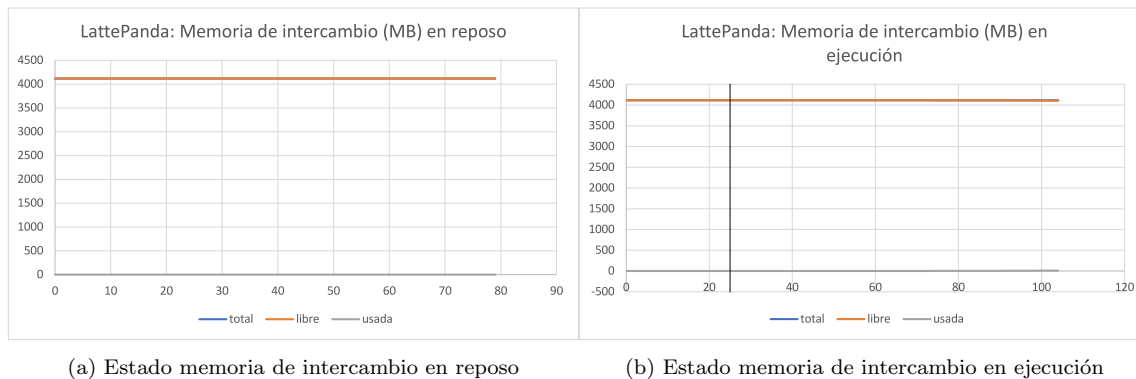 LattePanda: Memoria de intercambio (MB) en reposo
4500
4000
3500
3000
2500
2000
1500
1000
500
0
0 10 20 30 40 50 60 70 80 90
total libre usada
LattePanda: Memoria de intercambio (MB) en
ejecución
4500
4000
3500
3000
2500
2000
1500
1000
500
0
-500
0 20 40 60 80 100 120
total libre usada
(a) Estado memoria de intercambio en reposo
(b) Estado memoria de intercambio en ejecución